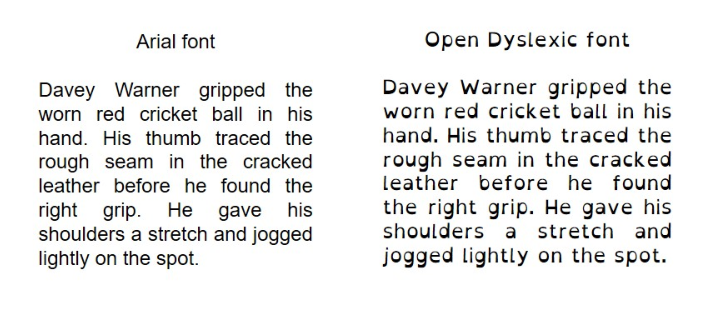 Arial font
Davey Warner gripped the
worn red cricket ball in his
hand. His thumb traced the
rough seam in the cracked
leather before he found the
right grip. He gave his
shoulders a stretch and jogged
lightly on the spot.
Open Dyslexic font
Davey Warner gripped the
worn red cricket ball in his
hand. His thumb traced the
rough seam in the cracked
leather before he found
the right grip. He gave his
shoulders a stretch and
jogged lightly on the spot.